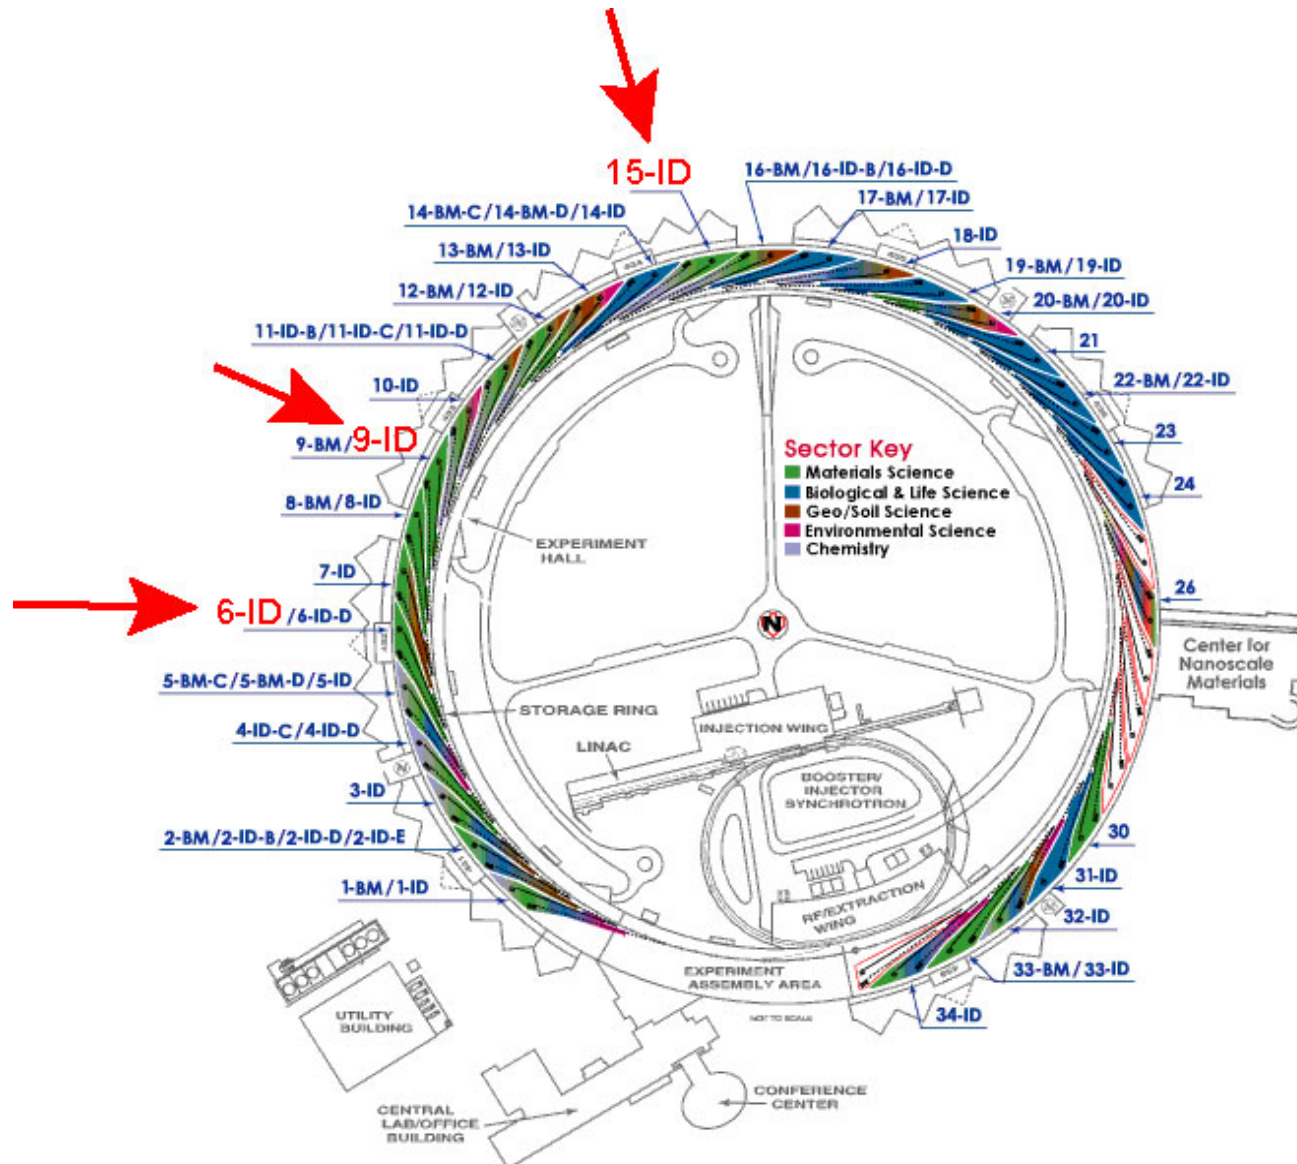 15-ID
16-BM/16-ID-B/16-ID-D
17-BM/17-ID
14-BM-C/14-BM-D/14-ID
18-ID
13-BM/13-ID
19-BM/19-ID
12-BM/12-ID
20-BM/20-ID
11-ID-B/11-ID-C/11-ID-D
21
10-ID
22-BM/22-ID
9-BM/9-ID
23
Sector Key
Materials Science
Biological & Life Science
Geo/Soil Science
Environmental Science
Chemistry
24
8-BM/8-ID
EXPERIMENT
HALL
7-ID
26
6-ID/6-ID-D
N
Center for
Nanoscale
Materials
5-BM-C/5-BM-D/5-ID
STORAGE RING
4-ID-C/4-ID-D
INJECTION WING
LINAC
BOOSTER/
INJECTOR
SYNCHROTRON
3-ID
2-BM/2-ID-B/2-ID-D/2-ID-E
30
1-BM/1-ID
31-ID
RF/EXTRACTION
WING
32-ID
EXPERIMENT
ASSEMBLY AREA
33-BM/33-ID
34-ID
NOT TO SCALE
UTILITY
BUILDING
CENTRAL
LAB/OFFICE
BUILDING
CONFERENCE
CENTER